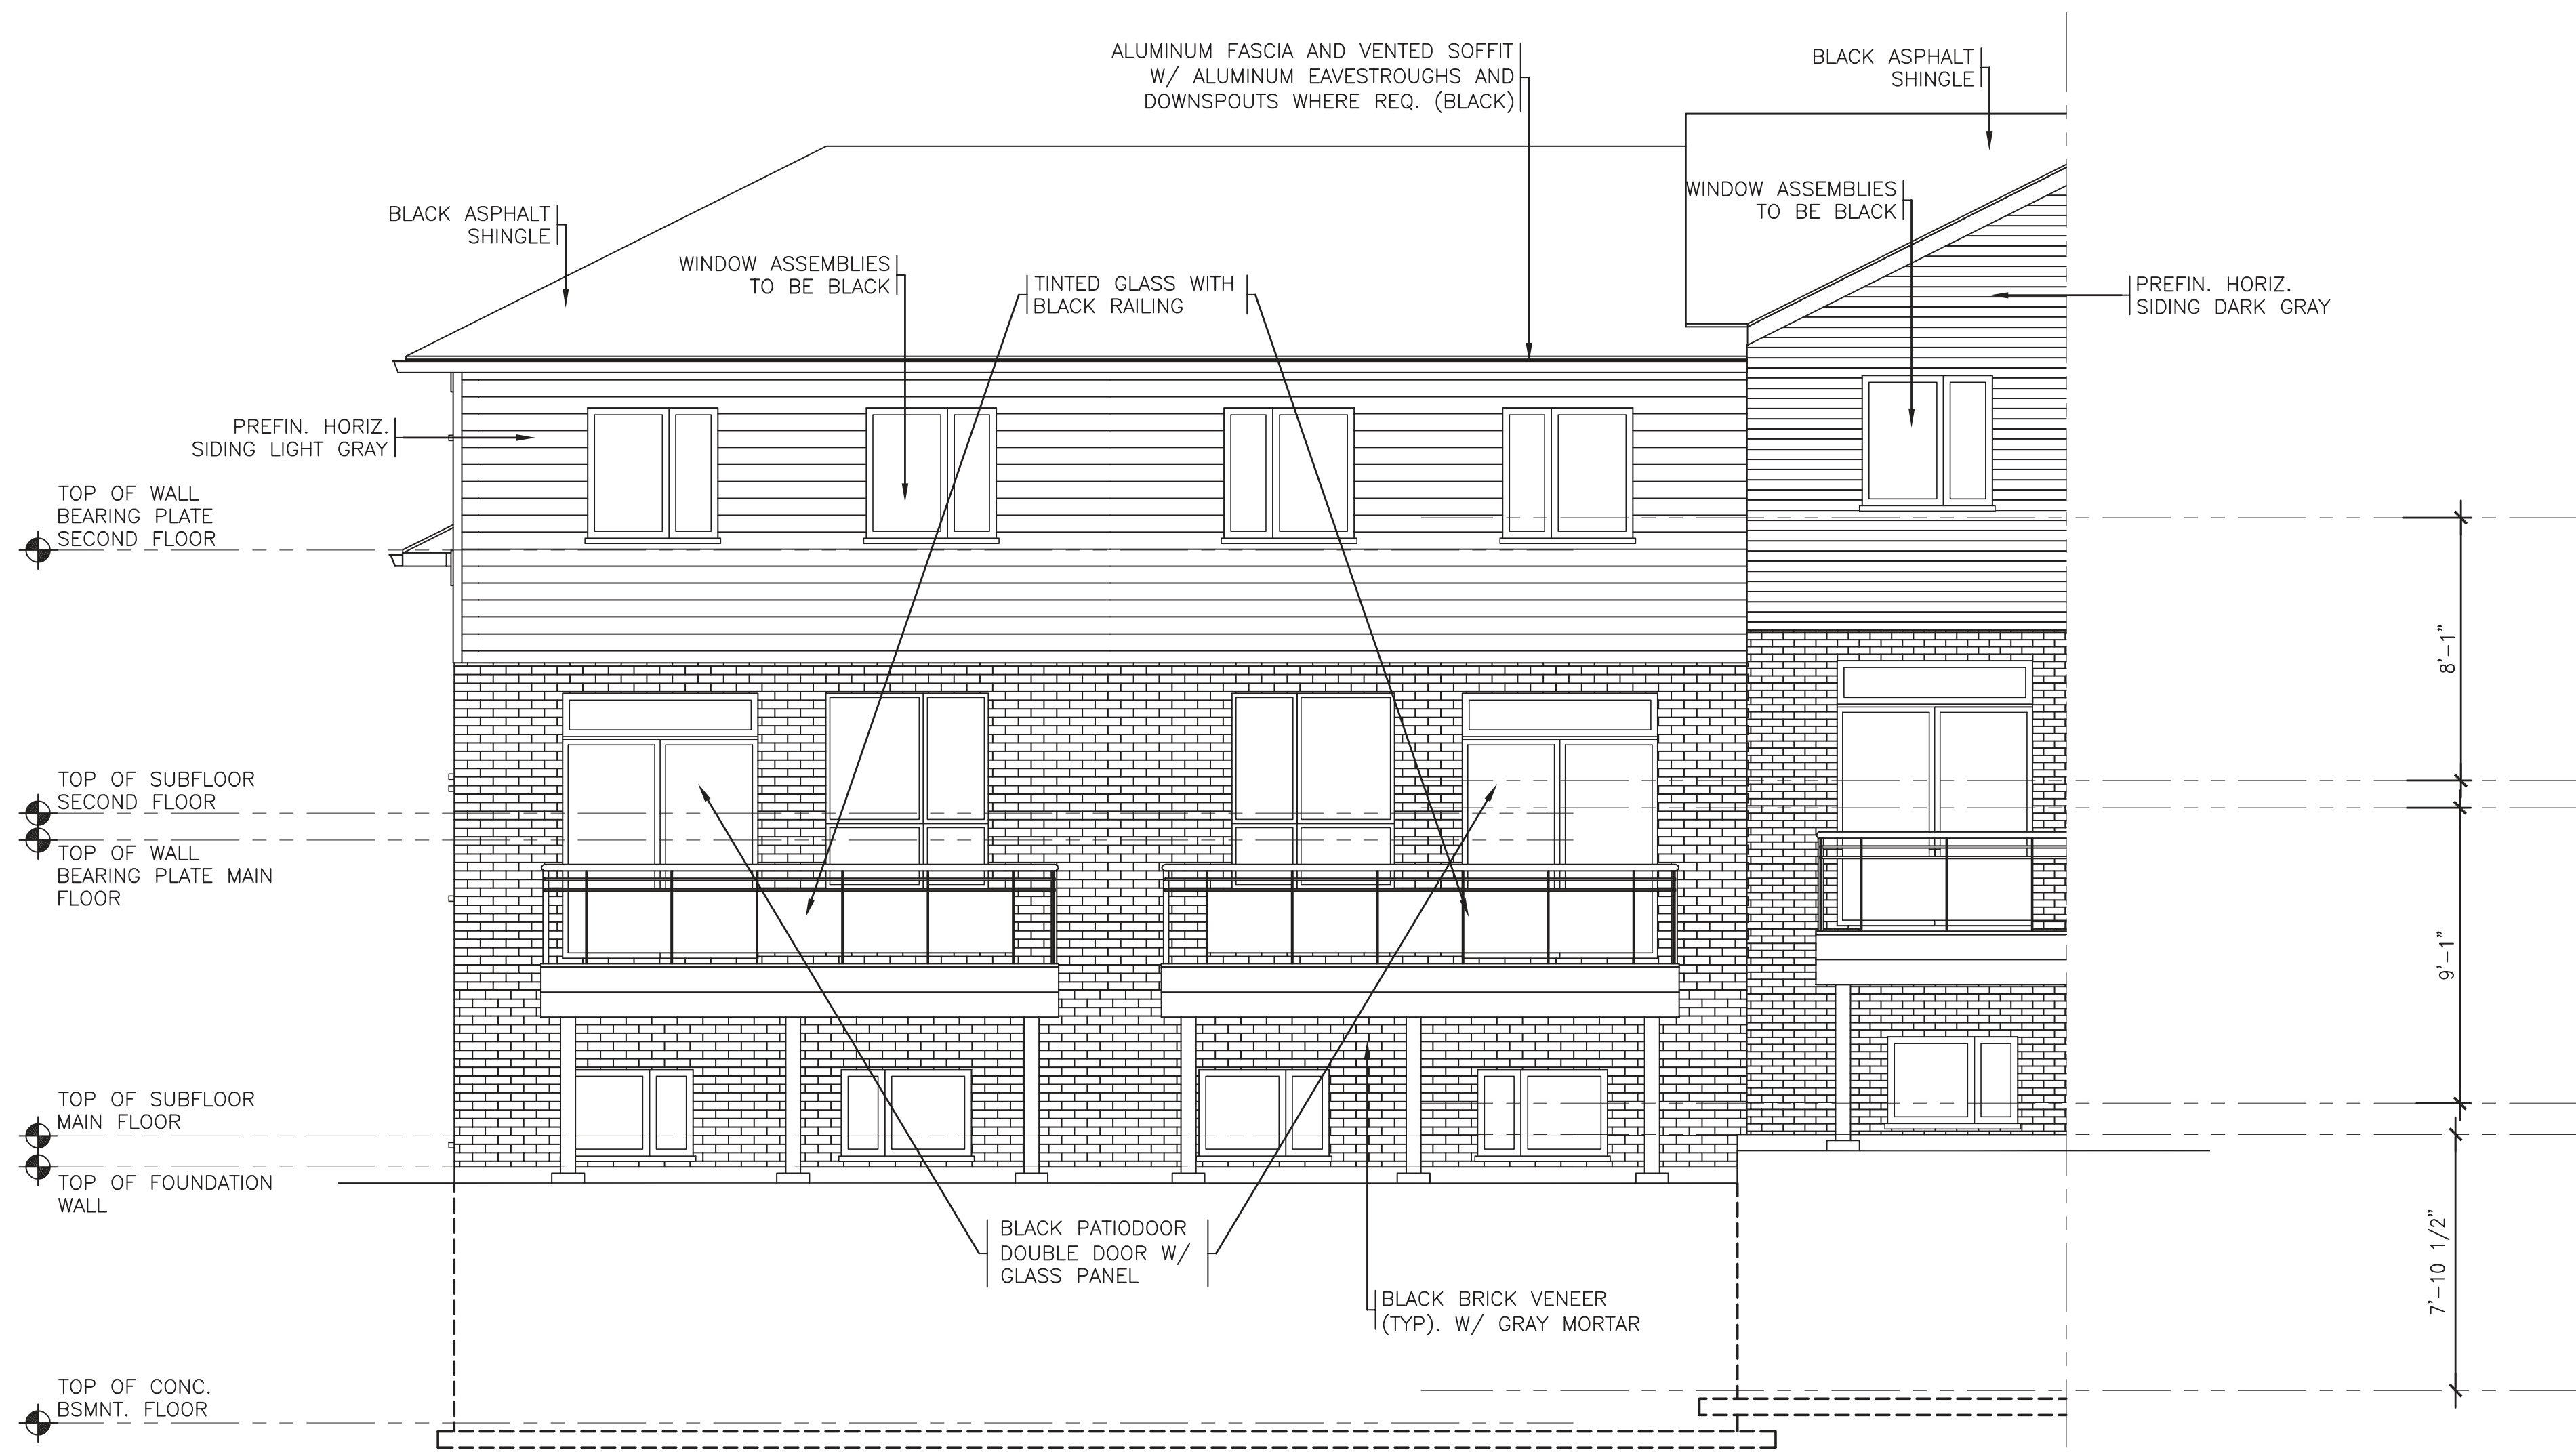 ALUMINUM FASCIA AND VENTED SOFFIT
W/ ALUMINUM EAVESTROUGHS AND
DOWNSPOUTS WHERE REQ. (BLACK)
BLACK ASPHALT
SHINGLE
WINDOW ASSEMBLIES
TO BE BLACK
BLACK ASPHALT
SHINGLE
WINDOW ASSEMBLIES
TO BE BLACK
TINTED GLASS WITH
BLACK RAILING
PREFIN. HORIZ.
SIDING DARK GRAY
PREFIN. HORIZ.
SIDING LIGHT GRAY
TOP OF WALL
BEARING PLATE
SECOND FLOOR
8'-1"
TOP OF SUBFLOOR
SECOND FLOOR
TOP OF WALL
BEARING PLATE MAIN
FLOOR
9'-1"
TOP OF SUBFLOOR
MAIN FLOOR
TOP OF FOUNDATION
WALL
BLACK PATIODOOR
DOUBLE DOOR W/
GLASS PANEL
7'-10 1/2"
BLACK BRICK VENEER
(TYP). W/ GRAY MORTAR
TOP OF CONC.
BSMNT. FLOOR